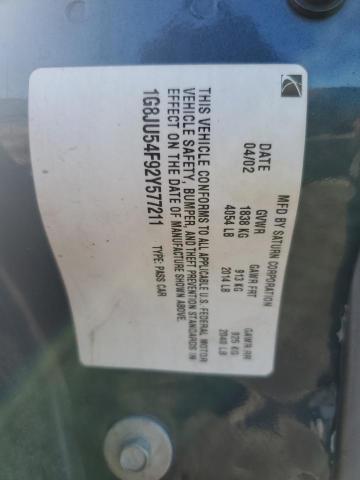 MFD BY SATURN CORPORATION
DATE GVWR GAWR FRT GAWR RR
04/02 1838 KG 913 KG 925 KG
4054 LB 2014 LB 2040 LB
THIS VEHICLE CONFORMS TO ALL APPLICABLE U.S. FEDERAL MOTOR
VEHICLE SAFETY, BUMPER, AND THEFT PREVENTION STANDARDS IN
EFFECT ON THE DATE OF MANUFACTURE SHOWN ABOVE.
1G8JU54F92Y577211 TYPE: PASS CAR